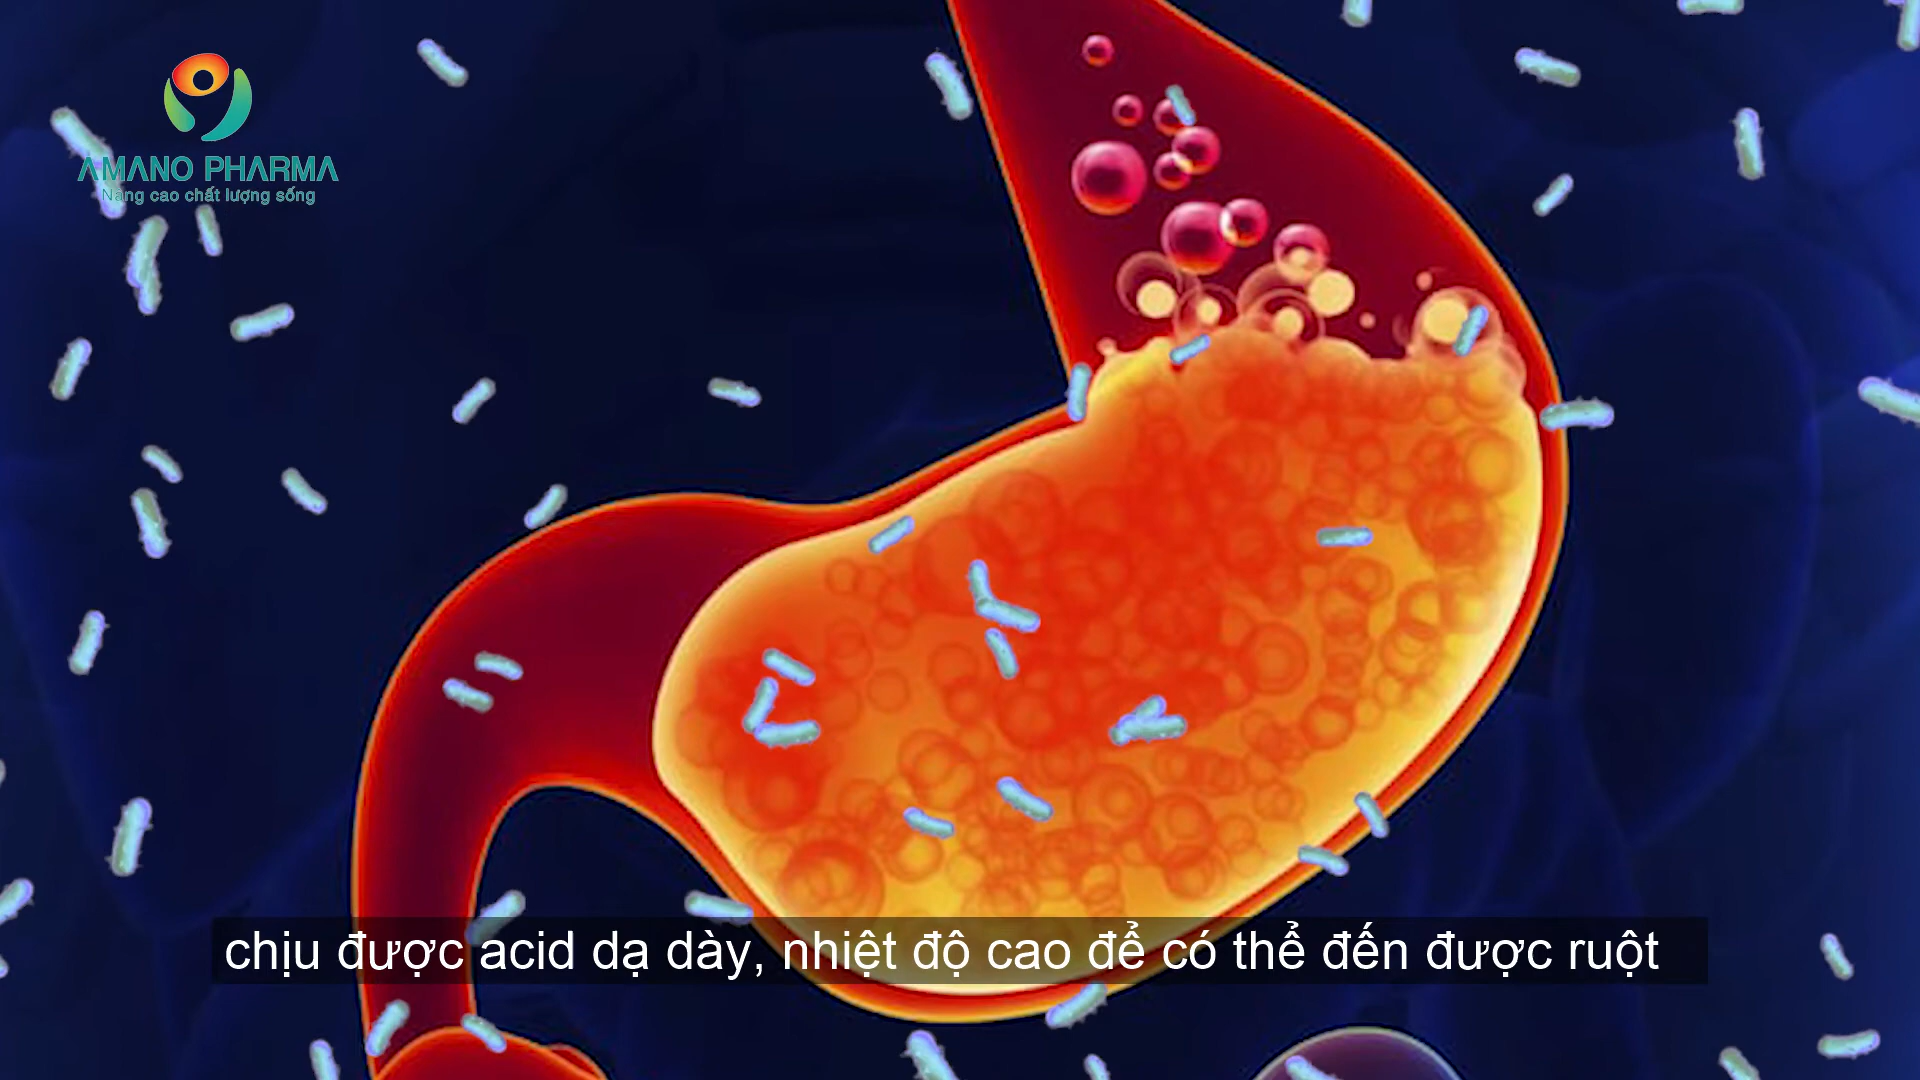 AMANO PHARMA
Nâng cao chất lượng sống
chịu được acid dạ dày, nhiệt độ cao để có thể đến được ruột